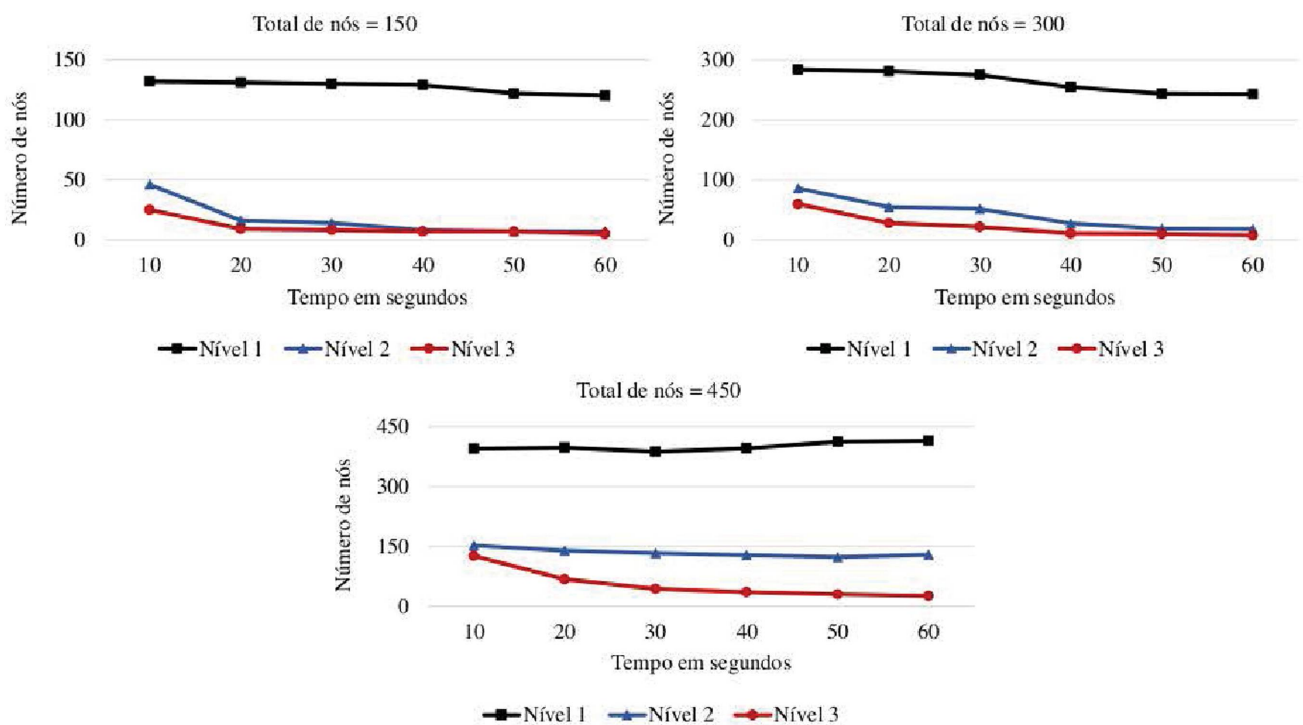 Total de nós = 150
150
100
50
0
Número de nós
10 20 30 40 50 60
Tempo em segundos
Nível 1 Nível 2 Nível 3
Total de nós = 300
300
200
100
0
Número de nós
10 20 30 40 50 60
Tempo em segundos
Nível 1 Nível 2 Nível 3
Total de nós = 450
450
300
150
0
Número de nós
10 20 30 40 50 60
Tempo em segundos
Nível 1 Nível 2 Nível 3